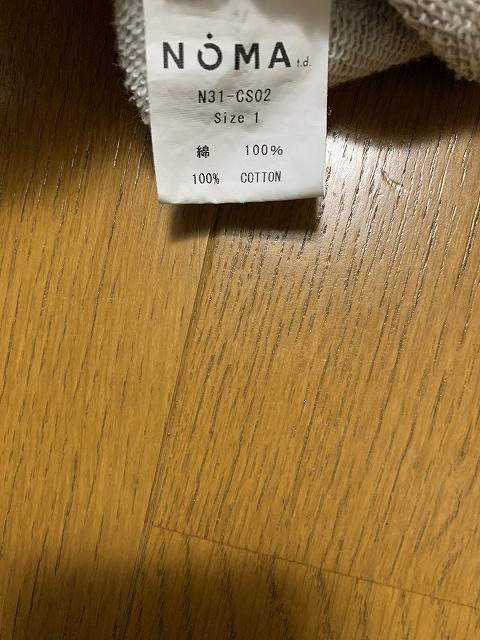 NOMA t.d.
N31-CS02
Size 1
綿 100%
100% COTTON